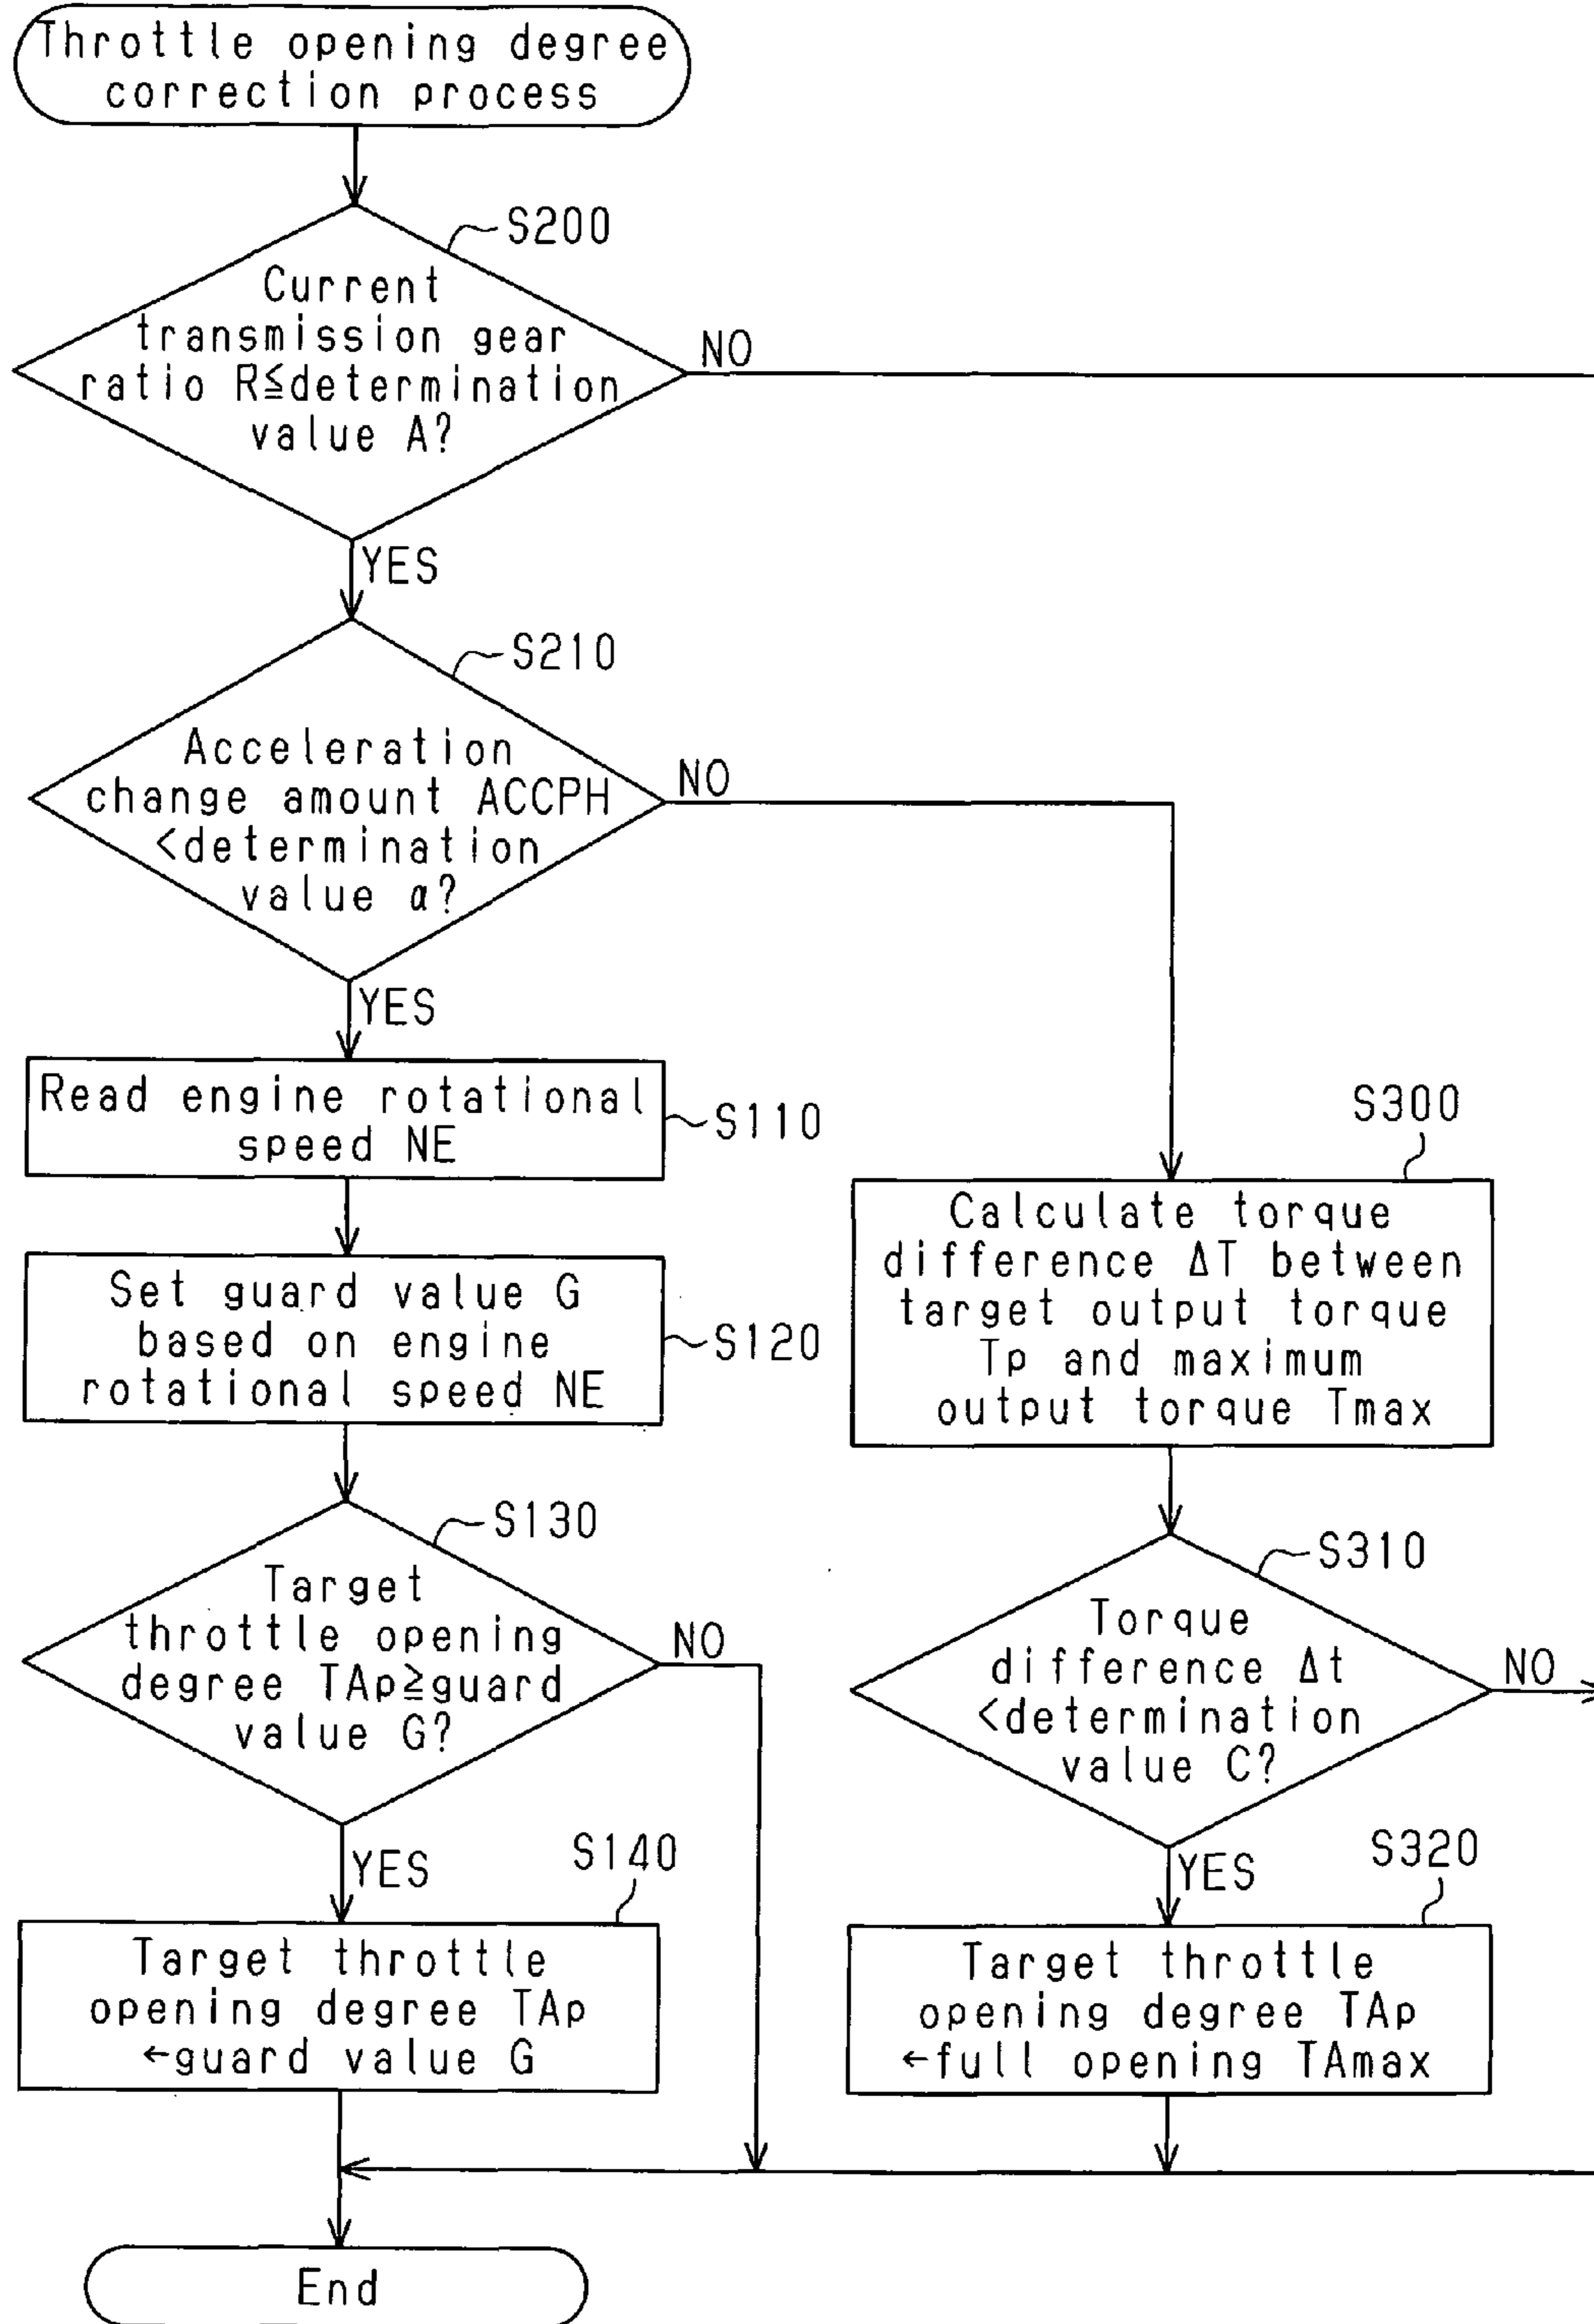 Throttle opening degree
correction process
S200
Current
transmission gear
ratio R≦determination
value A?
NO
YES
S210
Acceleration
change amount ACCPH
<determination
value α?
NO
YES
Read engine rotational
speed NE
S110
Set guard value G
based on engine
rotational speed NE
S120
S130
Target
throttle opening
degree TAp≧guard
value G?
NO
YES
S140
Target throttle
opening degree TAp
←guard value G
S300
Calculate torque
difference ΔT between
target output torque
Tp and maximum
output torque Tmax
S310
Torque
difference Δt
<determination
value C?
NO
YES
S320
Target throttle
opening degree TAp
←full opening TAmax
End